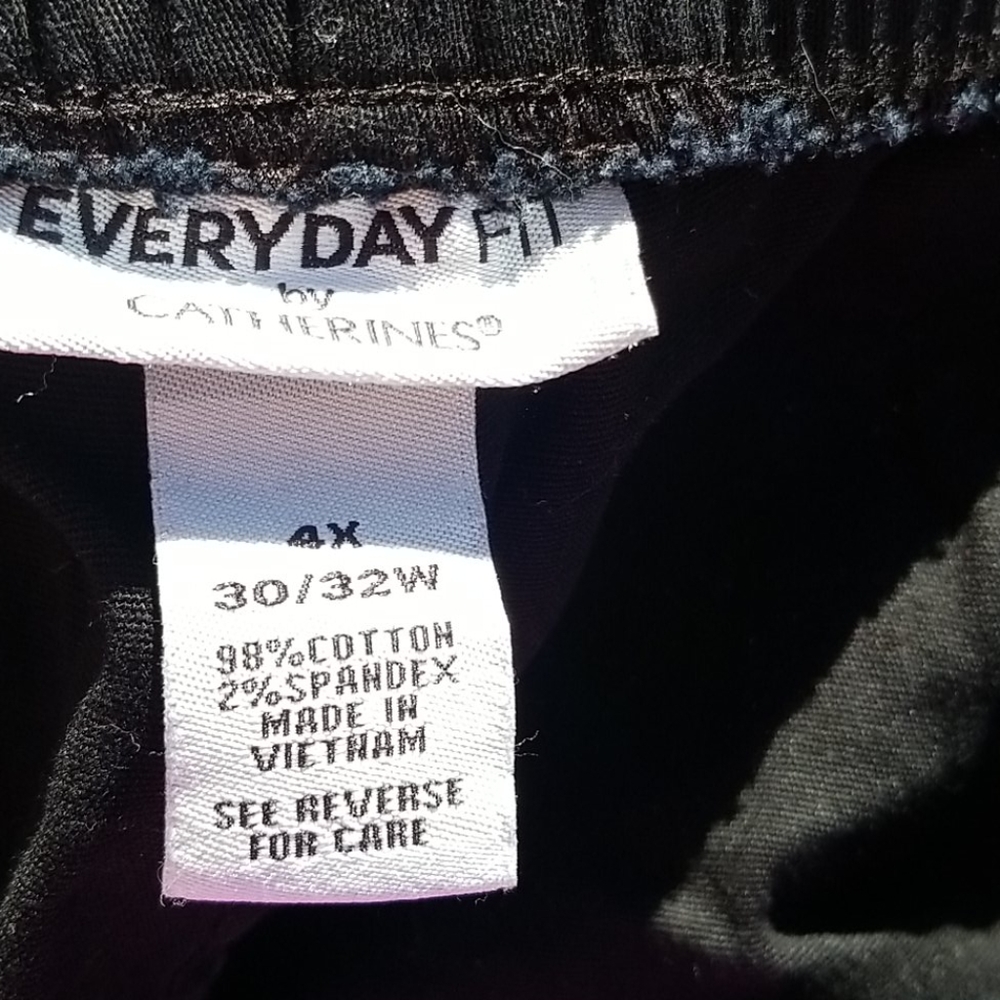 EVERYDAY FIT
by
CATHERINES®
4X
30/32W
98%COTTON
2%SPANDEX
MADE IN
VIETNAM
SEE REVERSE
FOR CARE